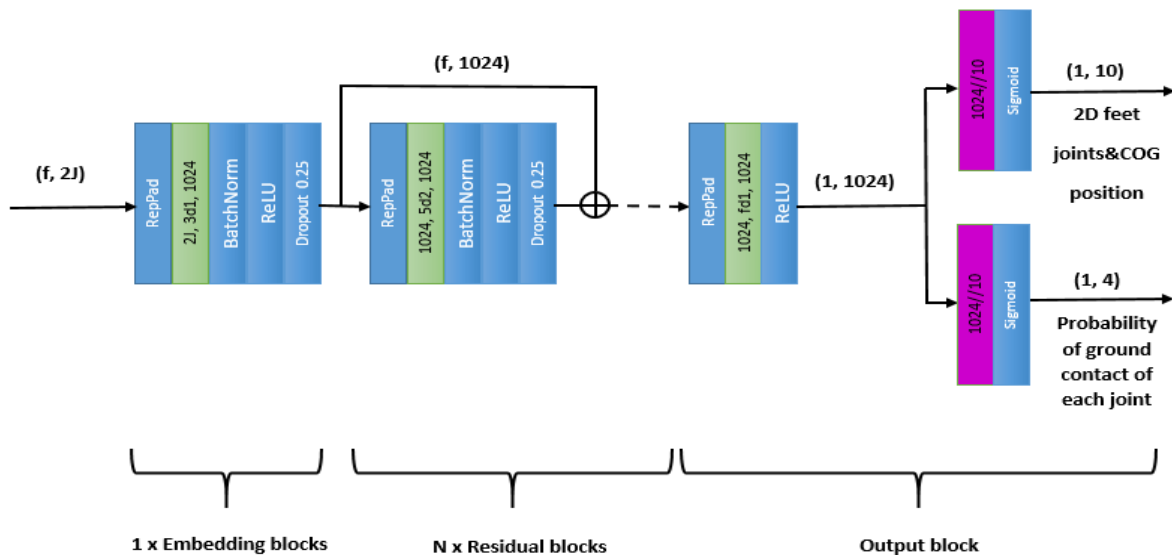 (f, 2J)
RepPad
2J, 3d1, 1024
BatchNorm
ReLU
Dropout 0.25
(f, 1024)
RepPad
1024, 5d2, 1024
BatchNorm
ReLU
Dropout 0.25
RepPad
1024, fd1, 1024
ReLU
(1, 1024)
1024//10
Sigmoid
(1, 10)
2D feet
joints&COG
position
1024//10
Sigmoid
(1, 4)
Probability
of ground
contact of
each joint
1 x Embedding blocks
N x Residual blocks
Output block